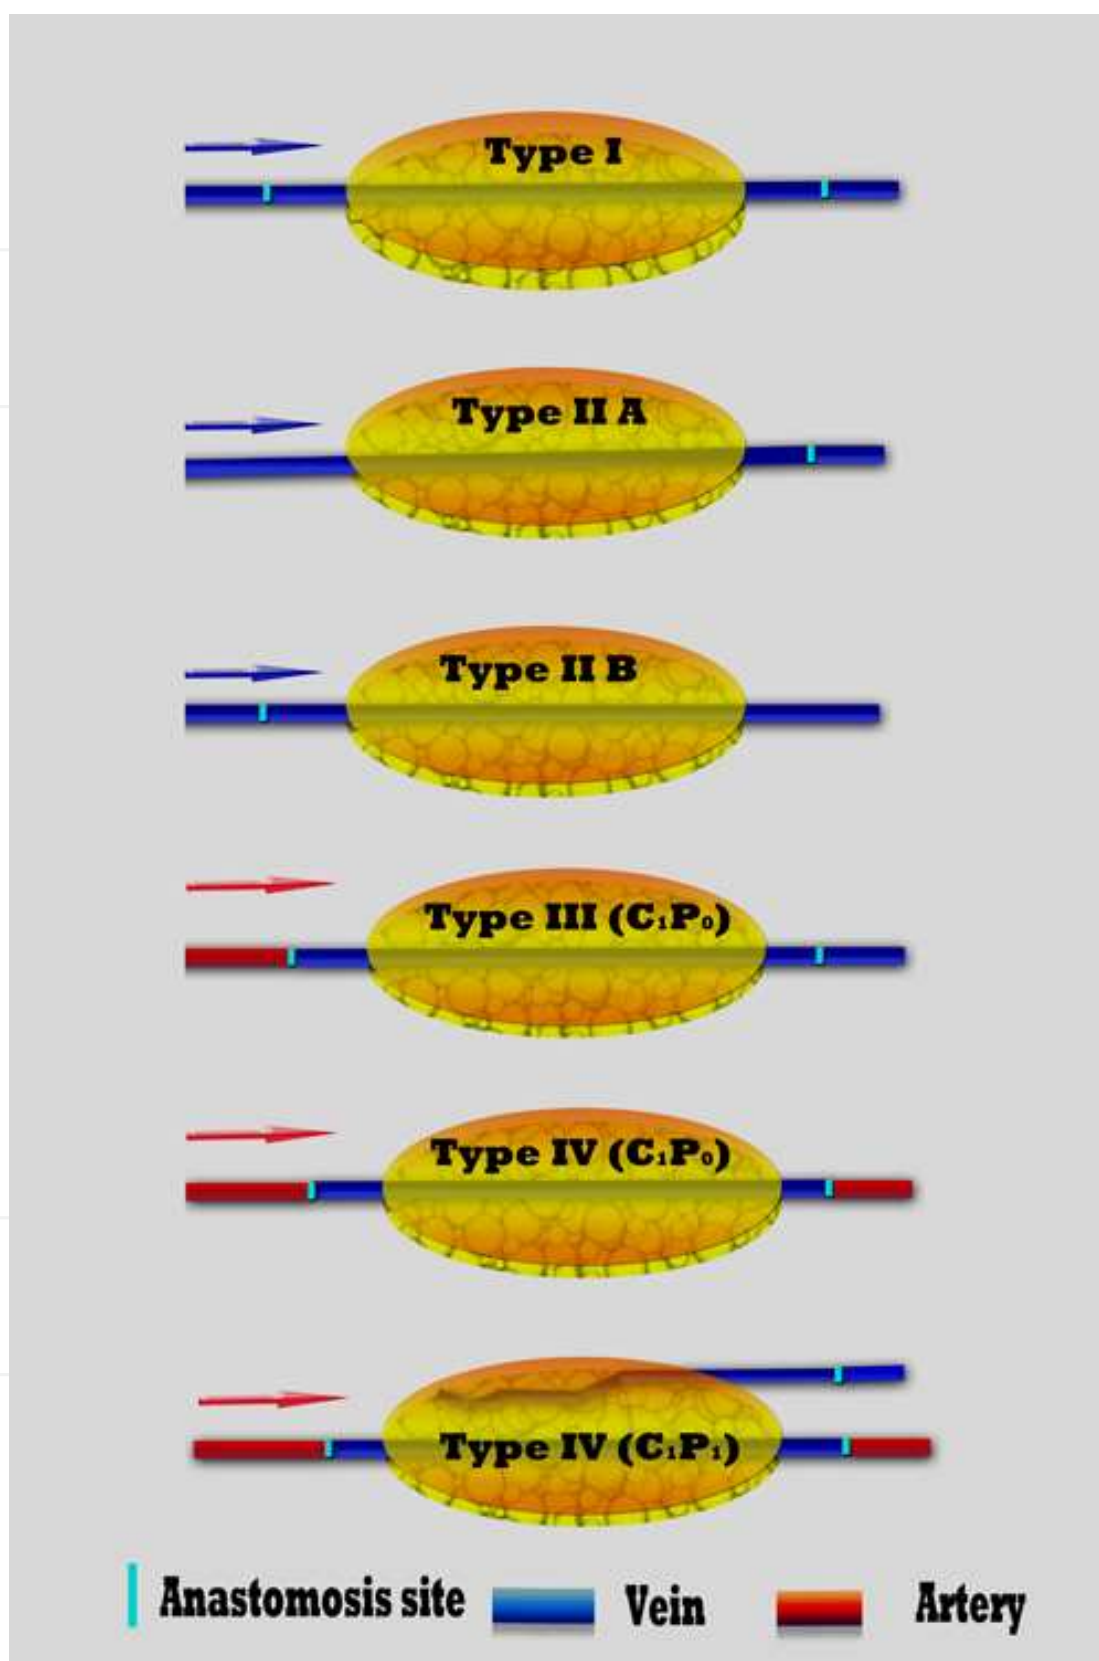 Type I
Type II A
Type II B
Type III (C₁P₀)
Type IV (C₁P₀)
Type IV (C₁P₁)
Anastomosis site Vein Artery